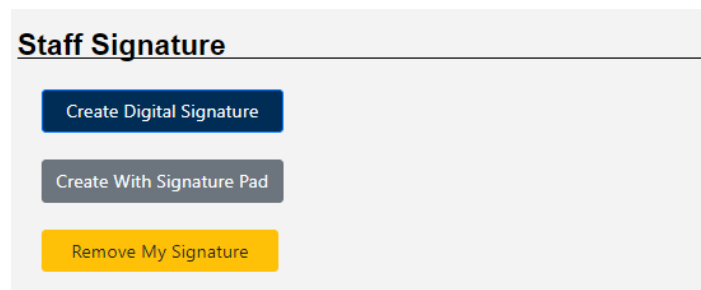 Staff Signature
Create Digital Signature
Create With Signature Pad
Remove My Signature